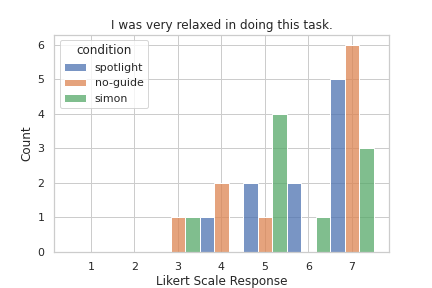 I was very relaxed in doing this task.
6
5
4
3
2
1
0
Count
condition
spotlight
no-guide
simon
1 2 3 4 5 6 7
Likert Scale Response